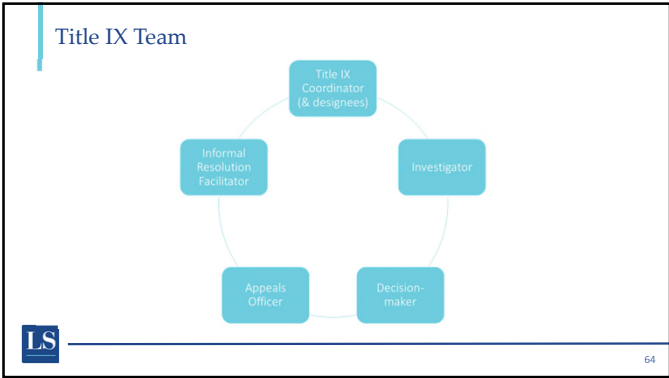 Title IX Team
Title IX
Coordinator
(& designees)
Investigator
Decision-
maker
Appeals
Officer
Informal
Resolution
Facilitator
LS
64